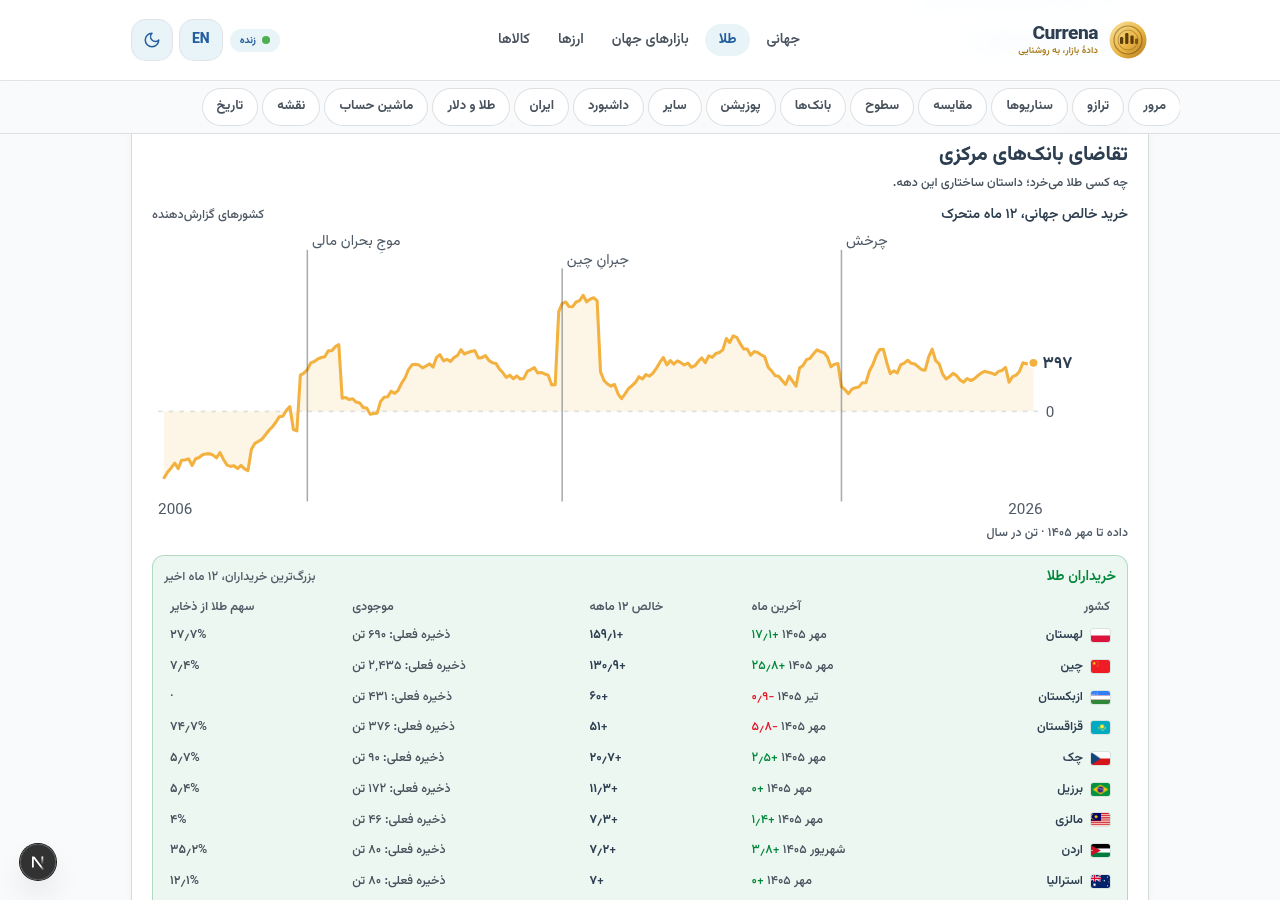 Currena
دادهٔ بازار، به روشنایی
جهانی
طلا
بازارهای جهان
ارزها
کالاها
زنده
EN
مرور
ترازو
سناریوها
مقایسه
سطوح
بانک‌ها
پوزیشن
سایر
داشبورد
ایران
طلا و دلار
ماشین حساب
نقشه
تاریخ
تقاضای بانک‌های مرکزی
چه کسی طلا می‌خرد؛ داستان ساختاری این دهه.
خرید خالص جهانی، ۱۲ ماه متحرک
کشورهای گزارش‌دهنده
موجِ بحران مالی
جبرانِ چین
چرخش
۳۹۷
0
2006
2026
داده تا مهر ۱۴۰۵ · تن در سال
خریداران طلا
بزرگ‌ترین خریداران، ۱۲ ماه اخیر
کشور آخرین ماه خالص ۱۲ ماهه موجودی سهم طلا از ذخایر
لهستان مهر ۱۴۰۵ +۱۷٫۱ +۱۵۹٫۱ ذخیره فعلی: ۶۹۰ تن ۲۷٫۷%
چین مهر ۱۴۰۵ +۲۵٫۸ +۱۳۰٫۹ ذخیره فعلی: ۲,۴۳۵ تن ۷٫۴%
ازبکستان تیر ۱۴۰۵ -۰٫۹ +۶۰ ذخیره فعلی: ۴۳۱ تن ·
قزاقستان مهر ۱۴۰۵ -۵٫۸ +۵۱ ذخیره فعلی: ۳۷۶ تن ۷۴٫۷%
چک مهر ۱۴۰۵ +۲٫۵ +۲۰٫۷ ذخیره فعلی: ۹۰ تن ۵٫۷%
برزیل مهر ۱۴۰۵ +۰ +۱۱٫۳ ذخیره فعلی: ۱۷۲ تن ۵٫۴%
مالزی مهر ۱۴۰۵ +۱٫۴ +۷٫۳ ذخیره فعلی: ۴۶ تن ۴%
اردن شهریور ۱۴۰۵ +۳٫۸ +۷٫۲ ذخیره فعلی: ۸۰ تن ۳۵٫۲%
استرالیا مهر ۱۴۰۵ +۰ +۷ ذخیره فعلی: ۸۰ تن ۱۲٫۱%
N